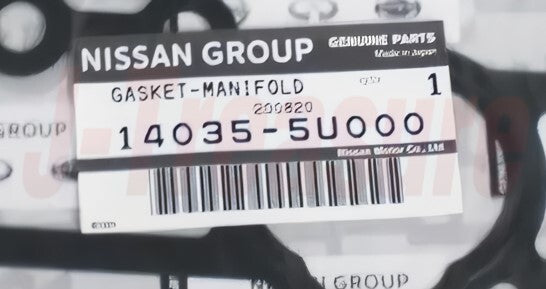 NISSAN GROUP GENUINE PARTS
Made in Japan
GASKET-MANIFOLD 1
200820
14035-5U000
Nissan Motor Co., Ltd.
GROUP
NISSAN GROUP